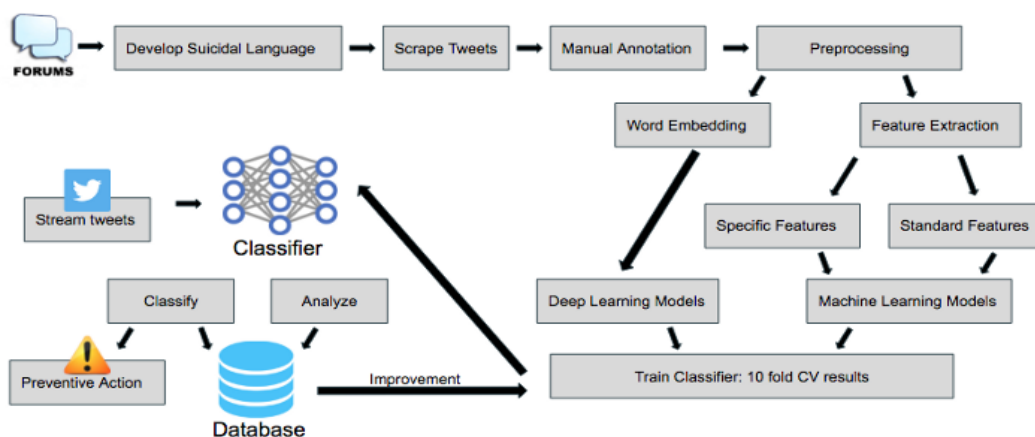 FORUMS
Develop Suicidal Language
Scrape Tweets
Manual Annotation
Preprocessing
Word Embedding
Feature Extraction
Stream tweets
Classifier
Specific Features
Standard Features
Classify
Analyze
Deep Learning Models
Machine Learning Models
Preventive Action
Database
Improvement
Train Classifier: 10 fold CV results